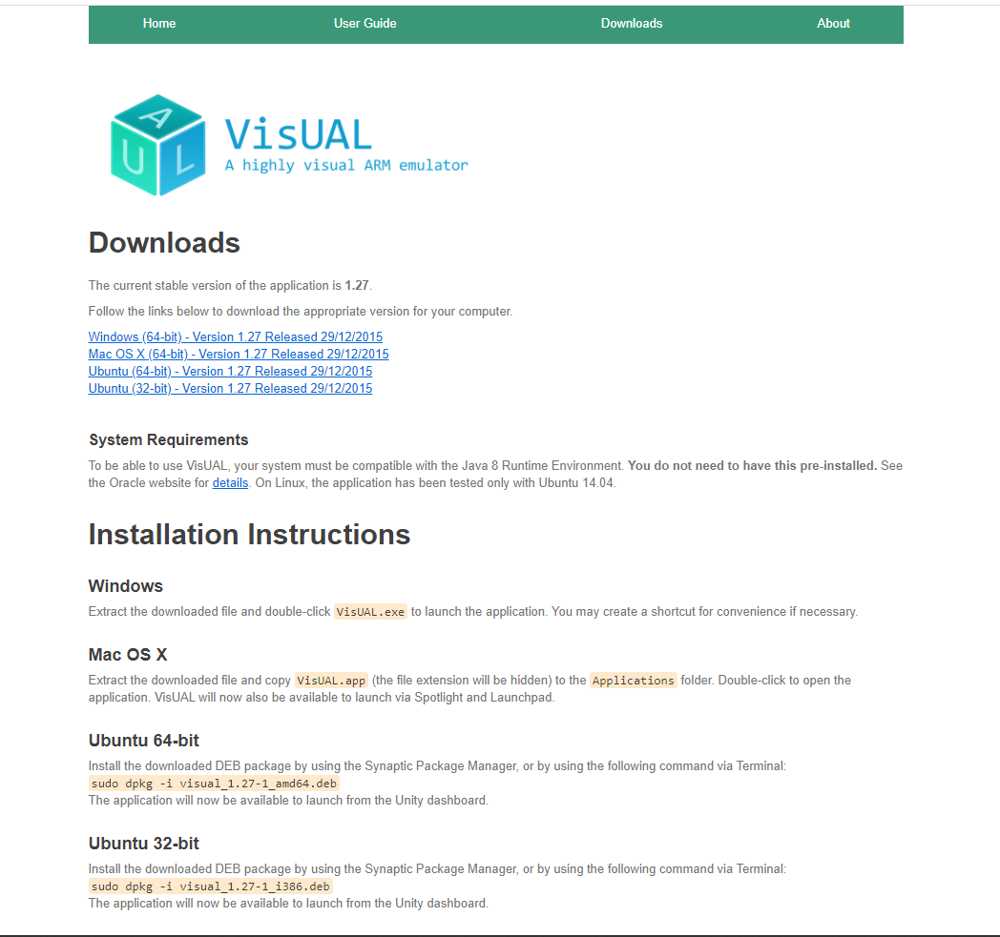 Home User Guide Downloads About
A
U L
VisUAL
A highly visual ARM emulator
Downloads
The current stable version of the application is 1.27.
Follow the links below to download the appropriate version for your computer.
Windows (64-bit) - Version 1.27 Released 29/12/2015
Mac OS X (64-bit) - Version 1.27 Released 29/12/2015
Ubuntu (64-bit) - Version 1.27 Released 29/12/2015
Ubuntu (32-bit) - Version 1.27 Released 29/12/2015
System Requirements
To be able to use VisUAL, your system must be compatible with the Java 8 Runtime Environment. You do not need to have this pre-installed. See
the Oracle website for details. On Linux, the application has been tested only with Ubuntu 14.04.
Installation Instructions
Windows
Extract the downloaded file and double-click VisUAL.exe to launch the application. You may create a shortcut for convenience if necessary.
Mac OS X
Extract the downloaded file and copy VisUAL.app (the file extension will be hidden) to the Applications folder. Double-click to open the
application. VisUAL will now also be available to launch via Spotlight and Launchpad.
Ubuntu 64-bit
Install the downloaded DEB package by using the Synaptic Package Manager, or by using the following command via Terminal:
sudo dpkg -i visual_1.27-1_amd64.deb
The application will now be available to launch from the Unity dashboard.
Ubuntu 32-bit
Install the downloaded DEB package by using the Synaptic Package Manager, or by using the following command via Terminal:
sudo dpkg -i visual_1.27-1_i386.deb
The application will now be available to launch from the Unity dashboard.